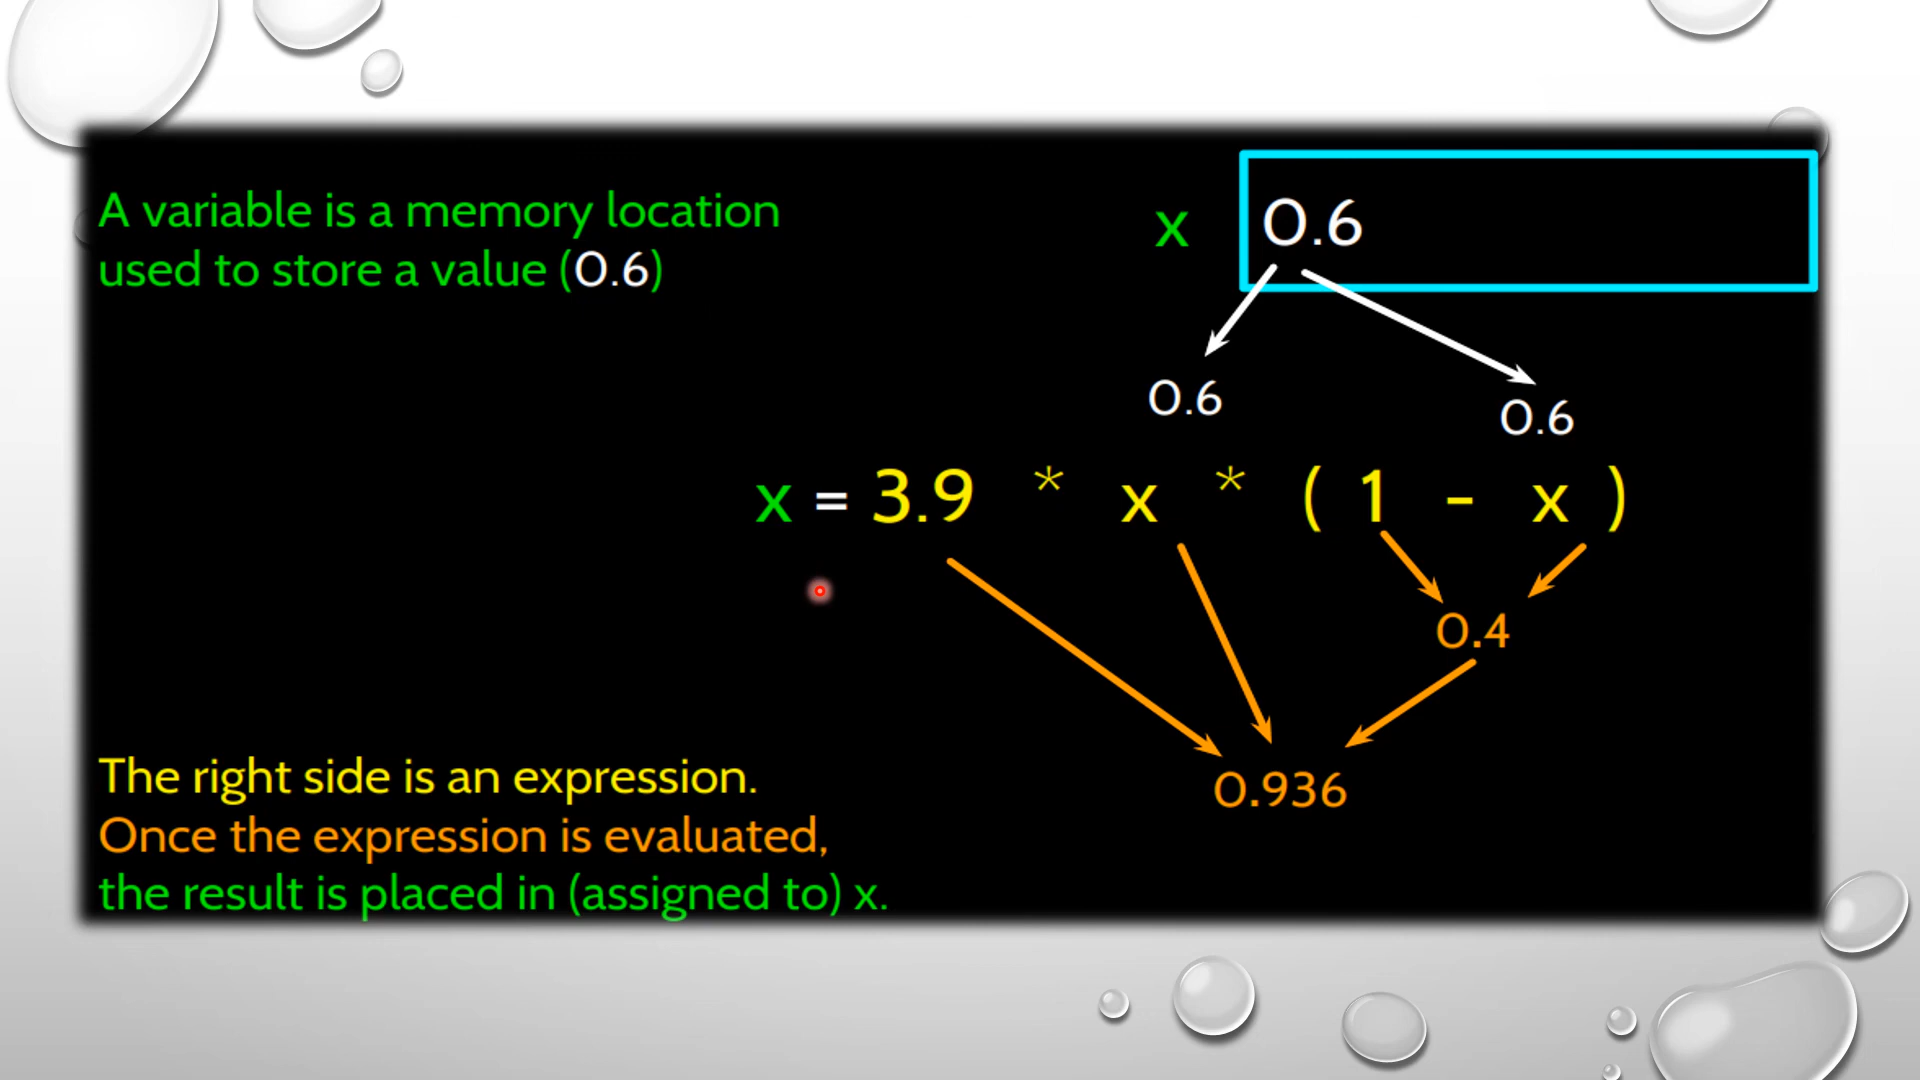 A variable is a memory location
used to store a value (0.6)
x 0.6
0.6 0.6
x = 3.9 * x * ( 1 - x )
0.4
0.936
The right side is an expression.
Once the expression is evaluated,
the result is placed in (assigned to) x.